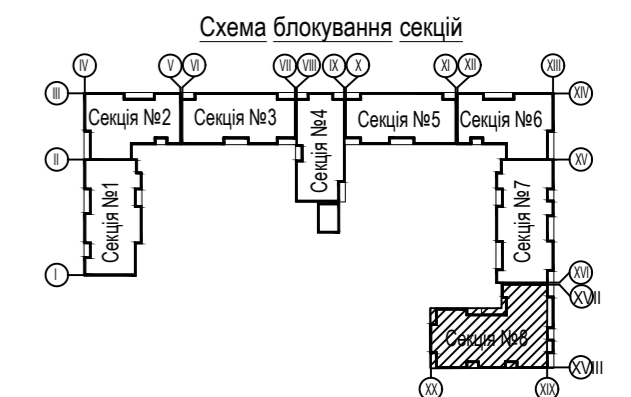 Схема блокування секцій
IV V VI VII VIII IX X XI XII XIII
III XIV
Секція №2 Секція №3 Секція №4 Секція №5 Секція №6
II XV
Секція №1 Секція №7
I XVI
XVII
Секція №8
XVIII
XX XIX